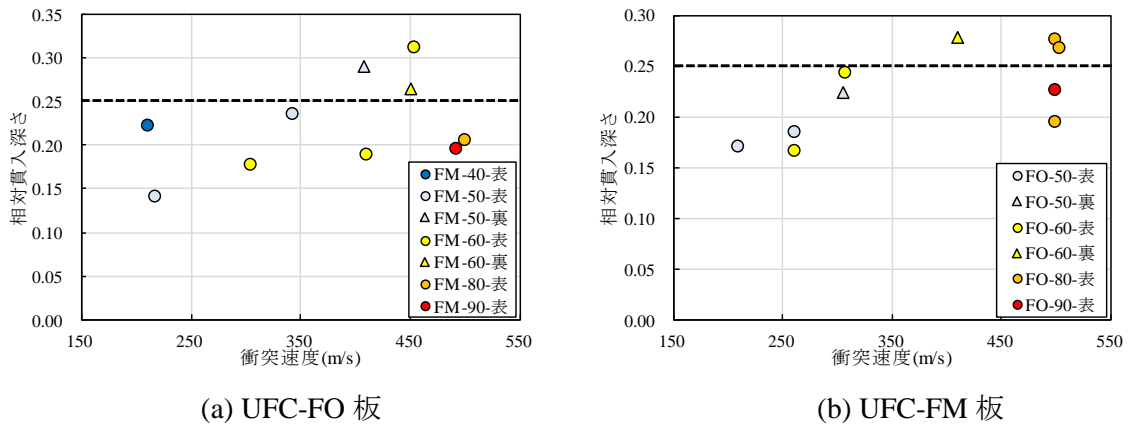 0.35
0.30
0.25
0.20
0.15
0.10
0.05
0.00
相対貫入深さ
150
250
350
450
550
衝突速度(m/s)
FM-40-表
FM-50-表
FM-50-裏
FM-60-表
FM-60-裏
FM-80-表
FM-90-表
(a) UFC-FO 板
0.30
0.25
0.20
0.15
0.10
0.05
0.00
相対貫入深さ
150
250
350
450
550
衝突速度(m/s)
FO-50-表
FO-50-裏
FO-60-表
FO-60-裏
FO-80-表
FO-90-表
(b) UFC-FM 板